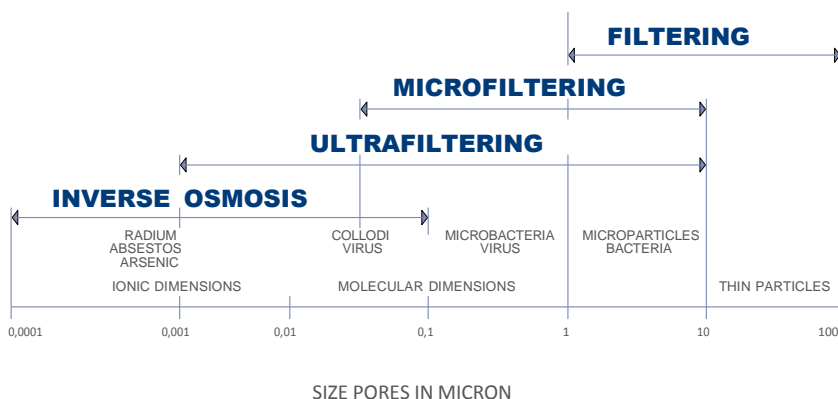 FILTERING
MICROFILTERING
ULTRAFILTERING
INVERSE OSMOSIS
RADIUM
ABSESTOS
ARSENIC
COLLODI
VIRUS
MICROBACTERIA
VIRUS
MICROPARTICLES
BACTERIA
IONIC DIMENSIONS MOLECULAR DIMENSIONS THIN PARTICLES
0,0001 0,001 0,01 0,1 1 10 100
SIZE PORES IN MICRON